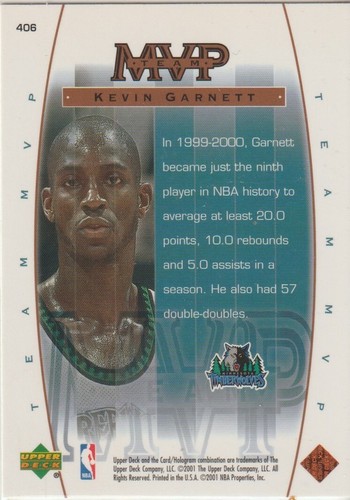 406
TEAM
MVP
KEVIN GARNETT
In 1999-2000, Garnett
became just the ninth
player in NBA history to
average at least 20.0
points, 10.0 rebounds
and 5.0 assists in a
season. He also had 57
double-doubles.
TEAM MVP
TEAM MVP
MVP
TIMBERWOLVES
UPPER
DECK
NBA
Upper Deck and the Card/Hologram combination are trademarks of The
Upper Deck Company, LLC. ©2001 The Upper Deck Company, LLC. All
Rights Reserved. Printed in the U.S.A. ©2001 NBA Properties, Inc.